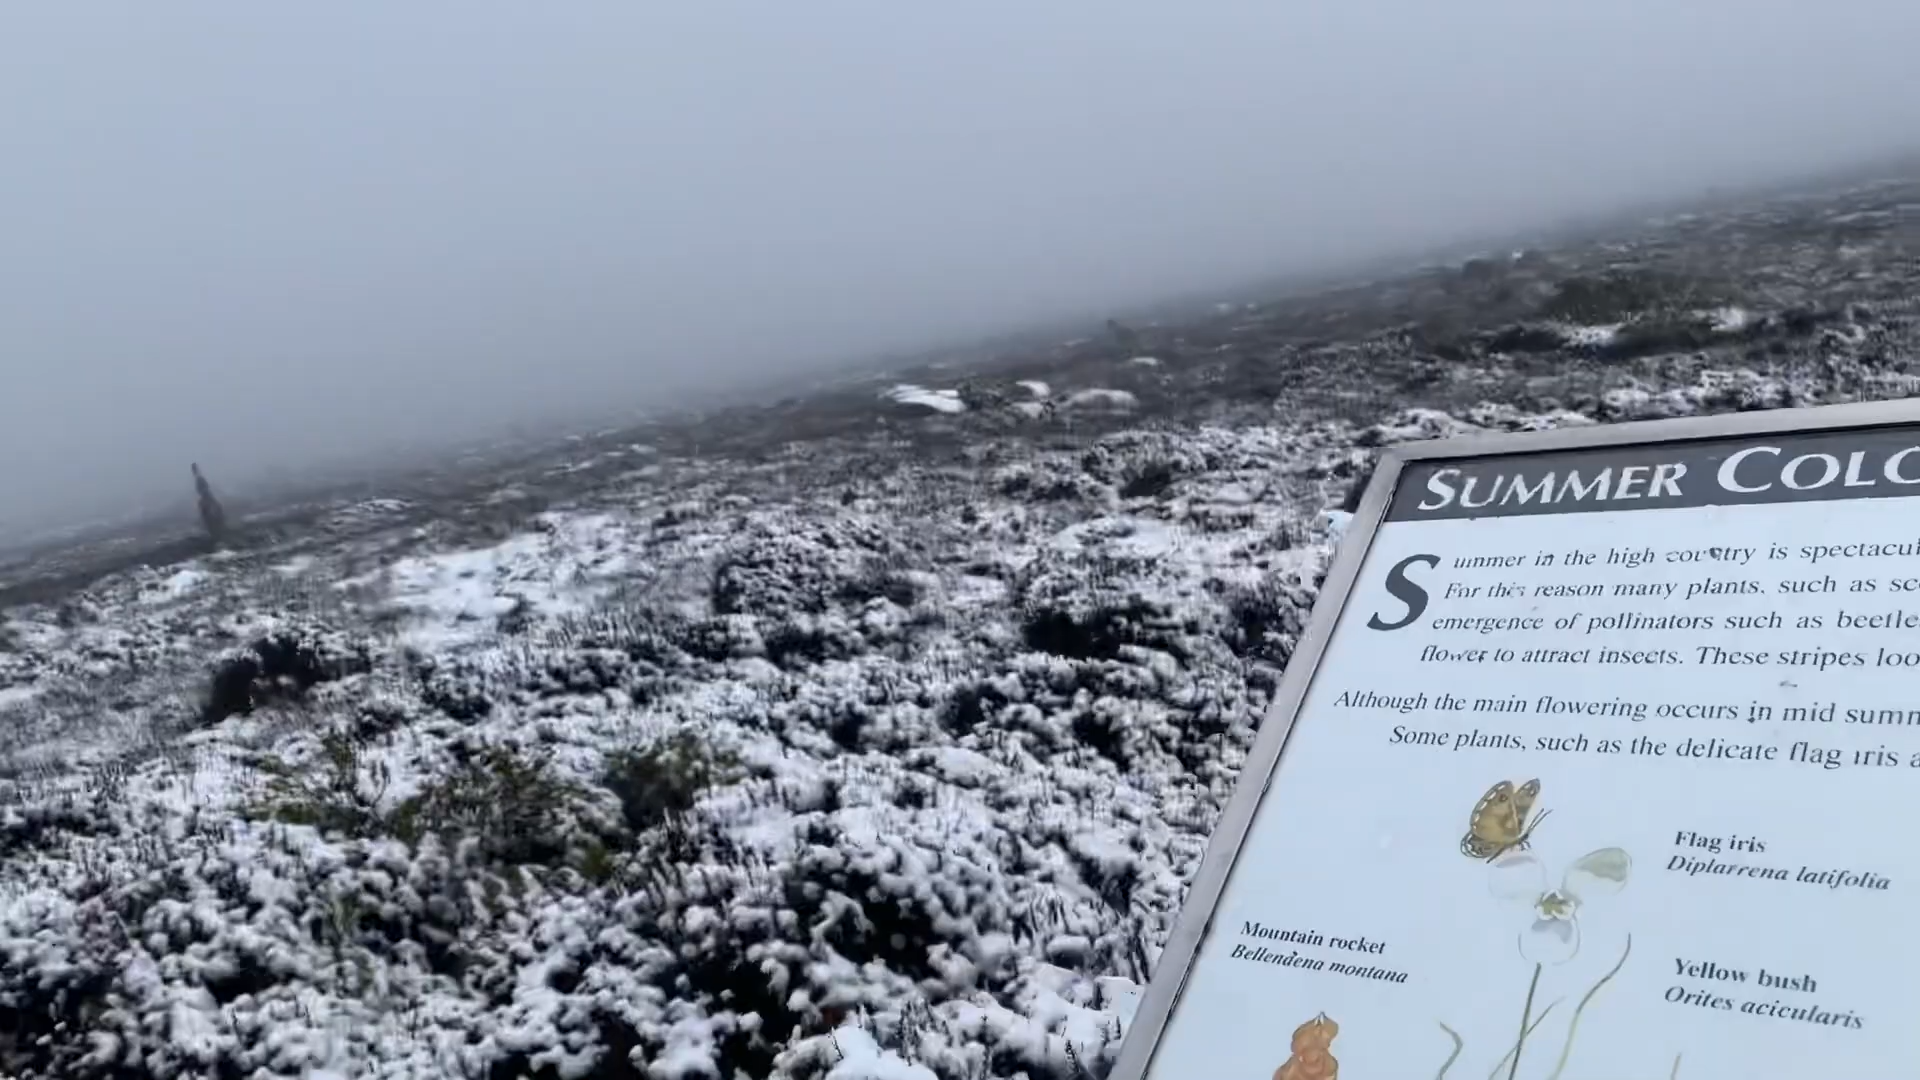 SUMMER COLO
Summer in the high country is spectacul
For this reason many plants, such as sc
emergence of pollinators such as beetle
flower to attract insects. These stripes loo
Although the main flowering occurs in mid summ
Some plants, such as the delicate flag iris a
Flag iris
Diplarrena latifolia
Mountain rocket
Bellendena montana
Yellow bush
Orites acicularis